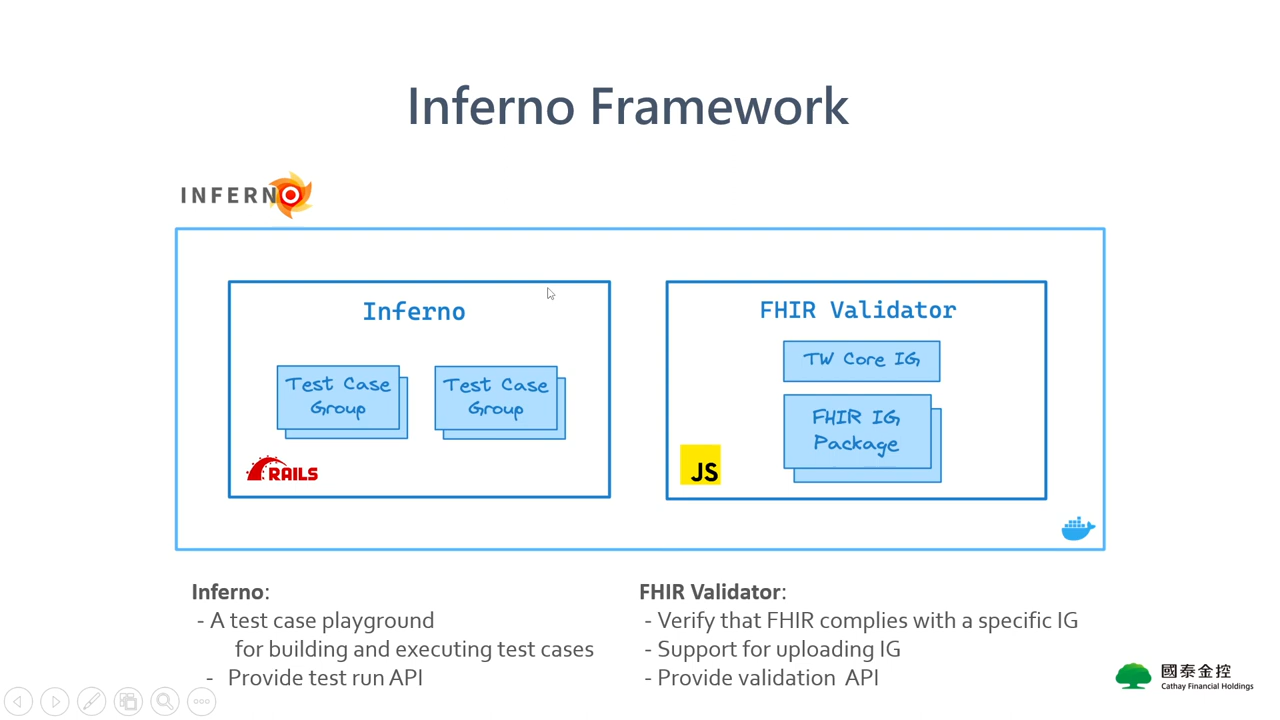 Inferno Framework
INFERNO
Inferno
Test Case
Group
Test Case
Group
RAILS
FHIR Validator
TW Core IG
FHIR IG
Package
JS
Inferno:
- A test case playground
for building and executing test cases
- Provide test run API
FHIR Validator:
- Verify that FHIR complies with a specific IG
- Support for uploading IG
- Provide validation API
國泰金控
Cathay Financial Holdings